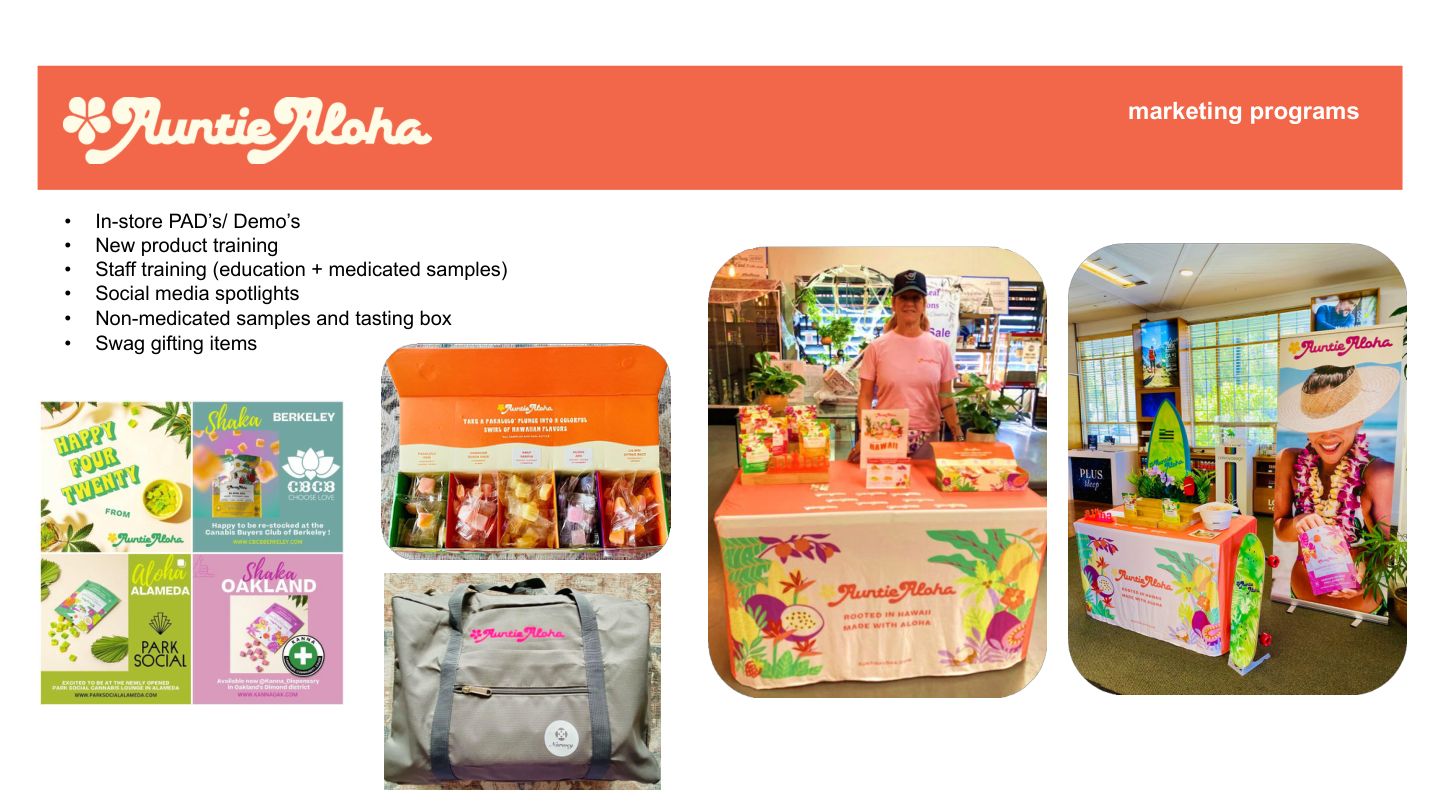 Auntie Aloha
marketing programs
• In-store PAD's/ Demo's
• New product training
• Staff training (education + medicated samples)
• Social media spotlights
• Non-medicated samples and tasting box
• Swag gifting items
HAPPY
FOUR
TWENTY
FROM
Auntie Aloha
Shaka
BERKELEY
CBCB
CHOOSE LOVE
Happy to be re-stocked at the
Canabis Buyers Club of Berkeley !
WWW.CBCBBERKELEY.COM
Aloha
ALAMEDA
PARK
SOCIAL
EXCITED TO BE AT THE NEWLY OPENED
PARK SOCIAL CANNABIS LOUNGE IN ALAMEDA
WWW.PARKSOCIALALAMEDA.COM
Shaka
OAKLAND
KANNA
Available now @Kanna_Dispensary
in Oakland's Dimond district
WWW.KANNAOAK.COM
Auntie Aloha
TAKE A PAKALOLO PLUNGE INTO A COLORFUL
SWIRL OF HAWAIIAN FLAVORS
Auntie Aloha
Norwey
Sale
HAWAII
Auntie Aloha
ROOTED IN HAWAII
MADE WITH ALOHA
Auntie Aloha
PLUS
Sleep
Auntie Aloha
Auntie Aloha
ROOTED IN HAWAII
MADE WITH ALOHA